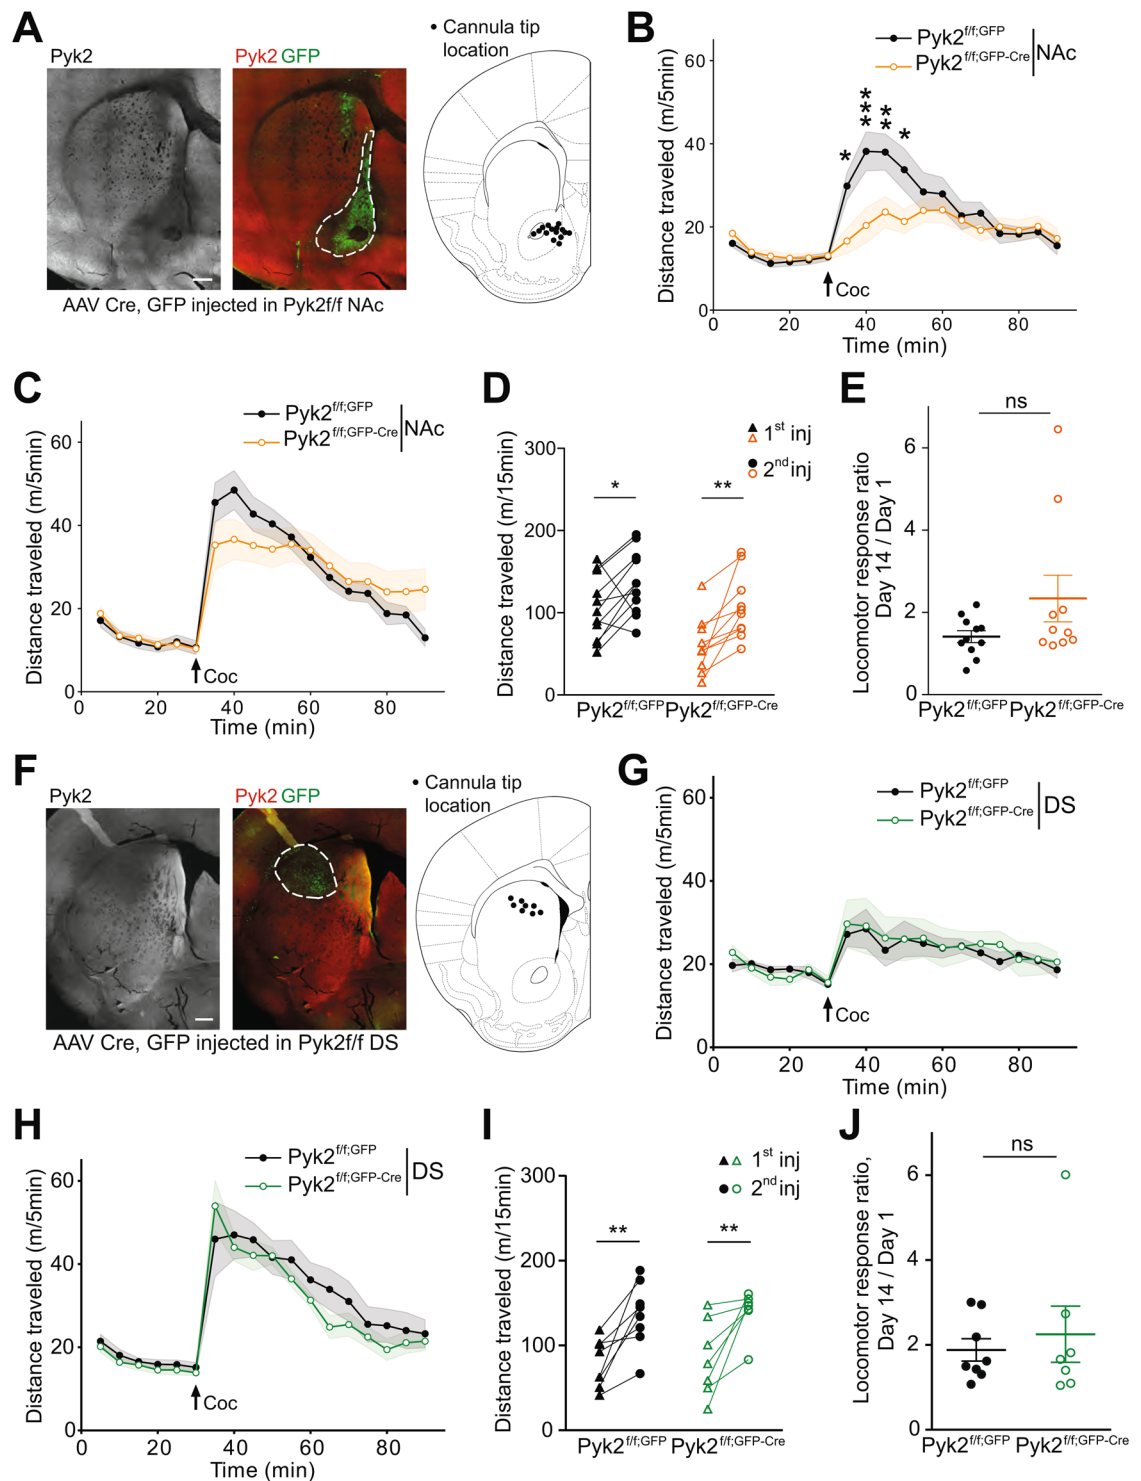 A
Pyk2
Pyk2 GFP
• Cannula tip
location
AAV Cre, GFP injected in Pyk2f/f NAc
B
Pyk2f/f;GFP
Pyk2f/f;GFP-Cre
NAc
Distance traveled (m/5min)
60
40
20
0
*
***
**
*
Coc
0 20 40 60 80
Time (min)
C
Pyk2f/f;GFP
Pyk2f/f;GFP-Cre
NAc
Distance traveled (m/5min)
60
40
20
0
Coc
0 20 40 60 80
Time (min)
D
1st inj
2nd inj
Distance traveled (m/15min)
300
200
100
0
*
**
Pyk2f/f;GFP Pyk2f/f;GFP-Cre
E
ns
Locomotor response ratio
Day 14 / Day 1
6
4
2
0
Pyk2f/f;GFP Pyk2f/f;GFP-Cre
F
Pyk2
Pyk2 GFP
• Cannula tip
location
AAV Cre, GFP injected in Pyk2f/f DS
G
Pyk2f/f;GFP
Pyk2f/f;GFP-Cre
DS
Distance traveled (m/5min)
60
40
20
0
Coc
0 20 40 60 80
Time (min)
H
Pyk2f/f;GFP
Pyk2f/f;GFP-Cre
DS
Distance traveled (m/5min)
60
40
20
0
Coc
0 20 40 60 80
Time (min)
I
1st inj
2nd inj
Distance traveled (m/15min)
300
200
100
0
**
**
Pyk2f/f;GFP Pyk2f/f;GFP-Cre
J
ns
Locomotor response ratio,
Day 14 / Day 1
6
4
2
0
Pyk2f/f;GFP Pyk2f/f;GFP-Cre